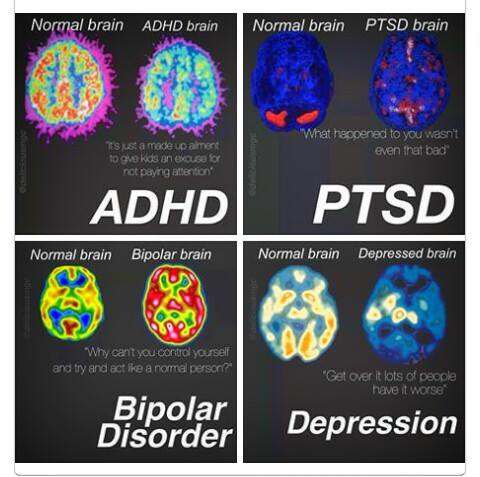 Normal brain ADHD brain
"It's just a made up ailment
to give kids an excuse for
not paying attention"
ADHD
Normal brain PTSD brain
"What happened to you wasn't
even that bad"
PTSD
Normal brain Bipolar brain
"Why can't you control yourself
and try and act like a normal person?"
Bipolar
Disorder
Normal brain Depressed brain
"Get over it lots of people
have it worse"
Depression